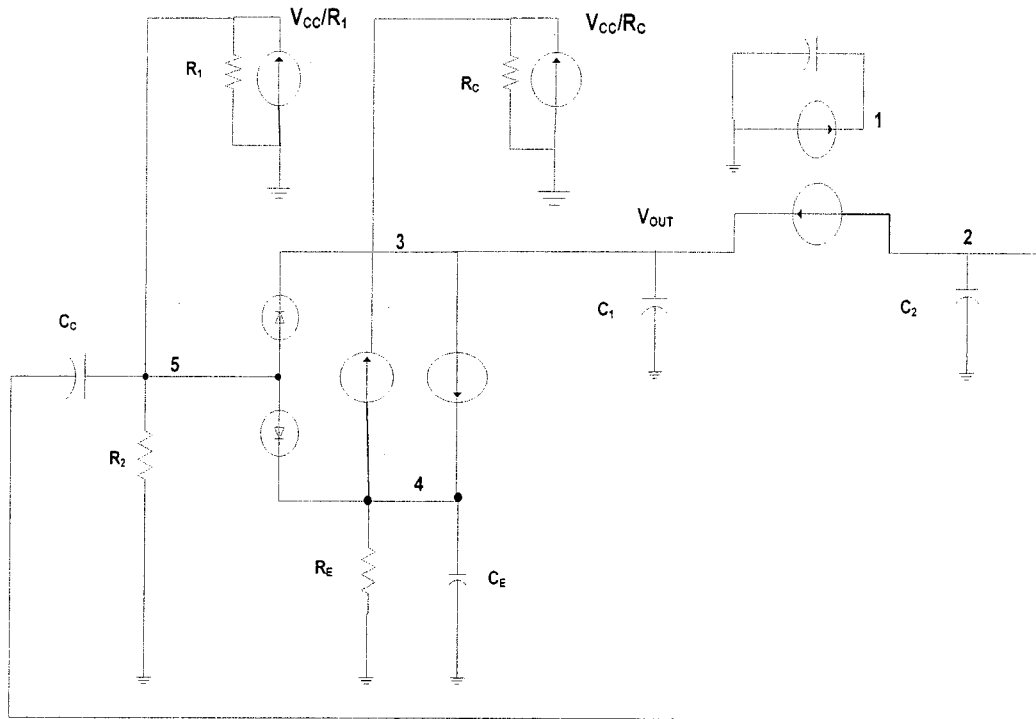 V_CC/R_1
V_CC/R_C
R_1
R_C
1
V_OUT
3
2
C_1
C_2
C_C
5
R_2
4
R_E
C_E